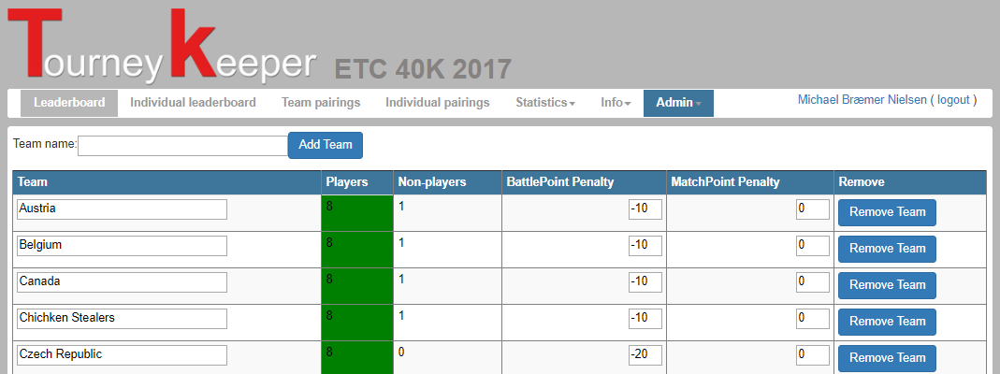 TourneyKeeper ETC 40K 2017
Leaderboard Individual leaderboard Team pairings Individual pairings Statistics Info Admin Michael Bræmer Nielsen ( logout )
Team name: Add Team
Team Players Non-players BattlePoint Penalty MatchPoint Penalty Remove
Austria 8 1 -10 0 Remove Team
Belgium 8 1 -10 0 Remove Team
Canada 8 1 -10 0 Remove Team
Chichken Stealers 8 1 -10 0 Remove Team
Czech Republic 8 0 -20 0 Remove Team